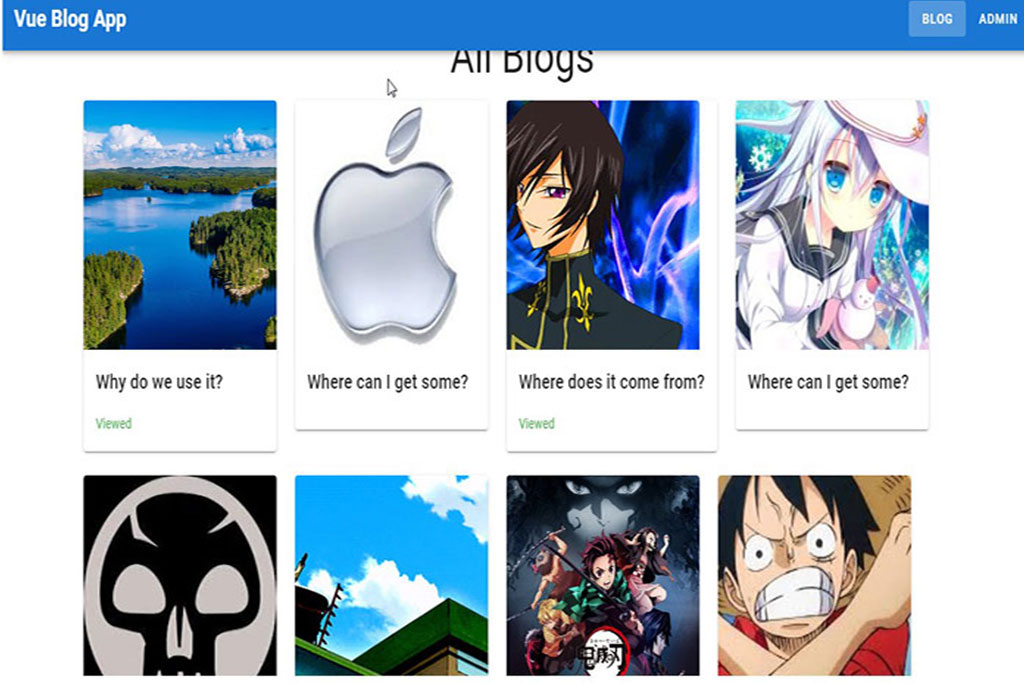 Vue Blog App
BLOG
ADMIN
All Blogs
Why do we use it?
Where can I get some?
Where does it come from?
Where can I get some?
Viewed
Viewed